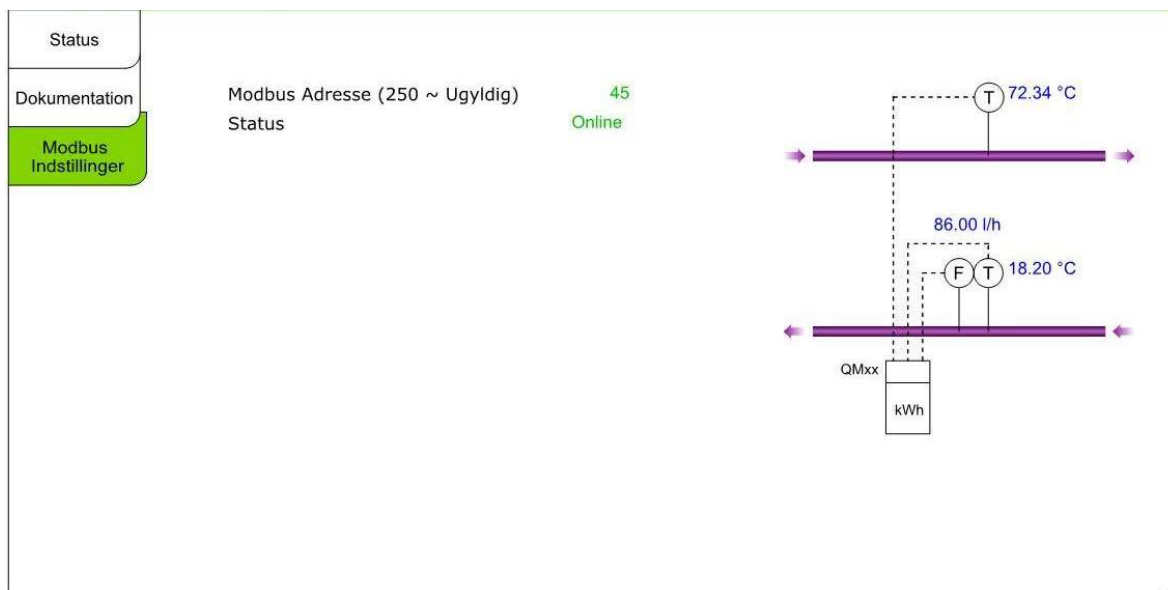 Status
Dokumentation
Modbus
Indstillinger
Modbus Adresse (250 ~ Ugyldig) 45
Status Online
T 72.34 °C
86.00 l/h
F T 18.20 °C
QMxx
kWh